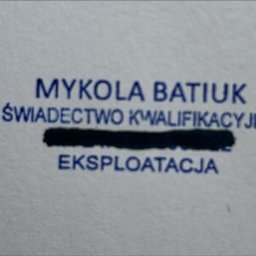 MYKOLA BATIUK
ŚWIADECTWO KWALIFIKACYJ
EKSPLOATACJA